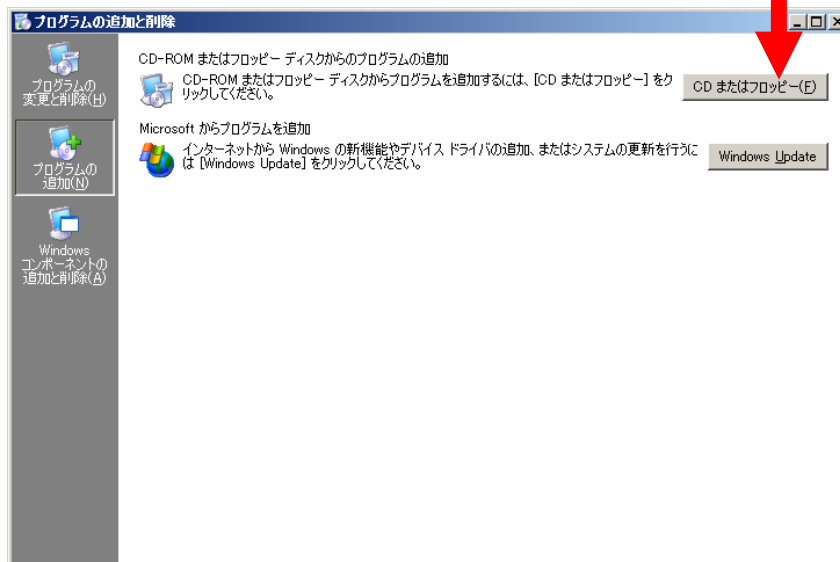 プログラムの追加と削除
プログラムの
変更と削除(H)
プログラムの
追加(N)
Windows
コンポーネントの
追加と削除(A)
CD-ROM またはフロッピー ディスクからのプログラムの追加
CD-ROM またはフロッピー ディスクからプログラムを追加するには、[CD またはフロッピー] をク
リックしてください。
CD またはフロッピー(F)
Microsoft からプログラムを追加
インターネットから Windows の新機能やデバイス ドライバの追加、またはシステムの更新を行うに
は [Windows Update] をクリックしてください。
Windows Update